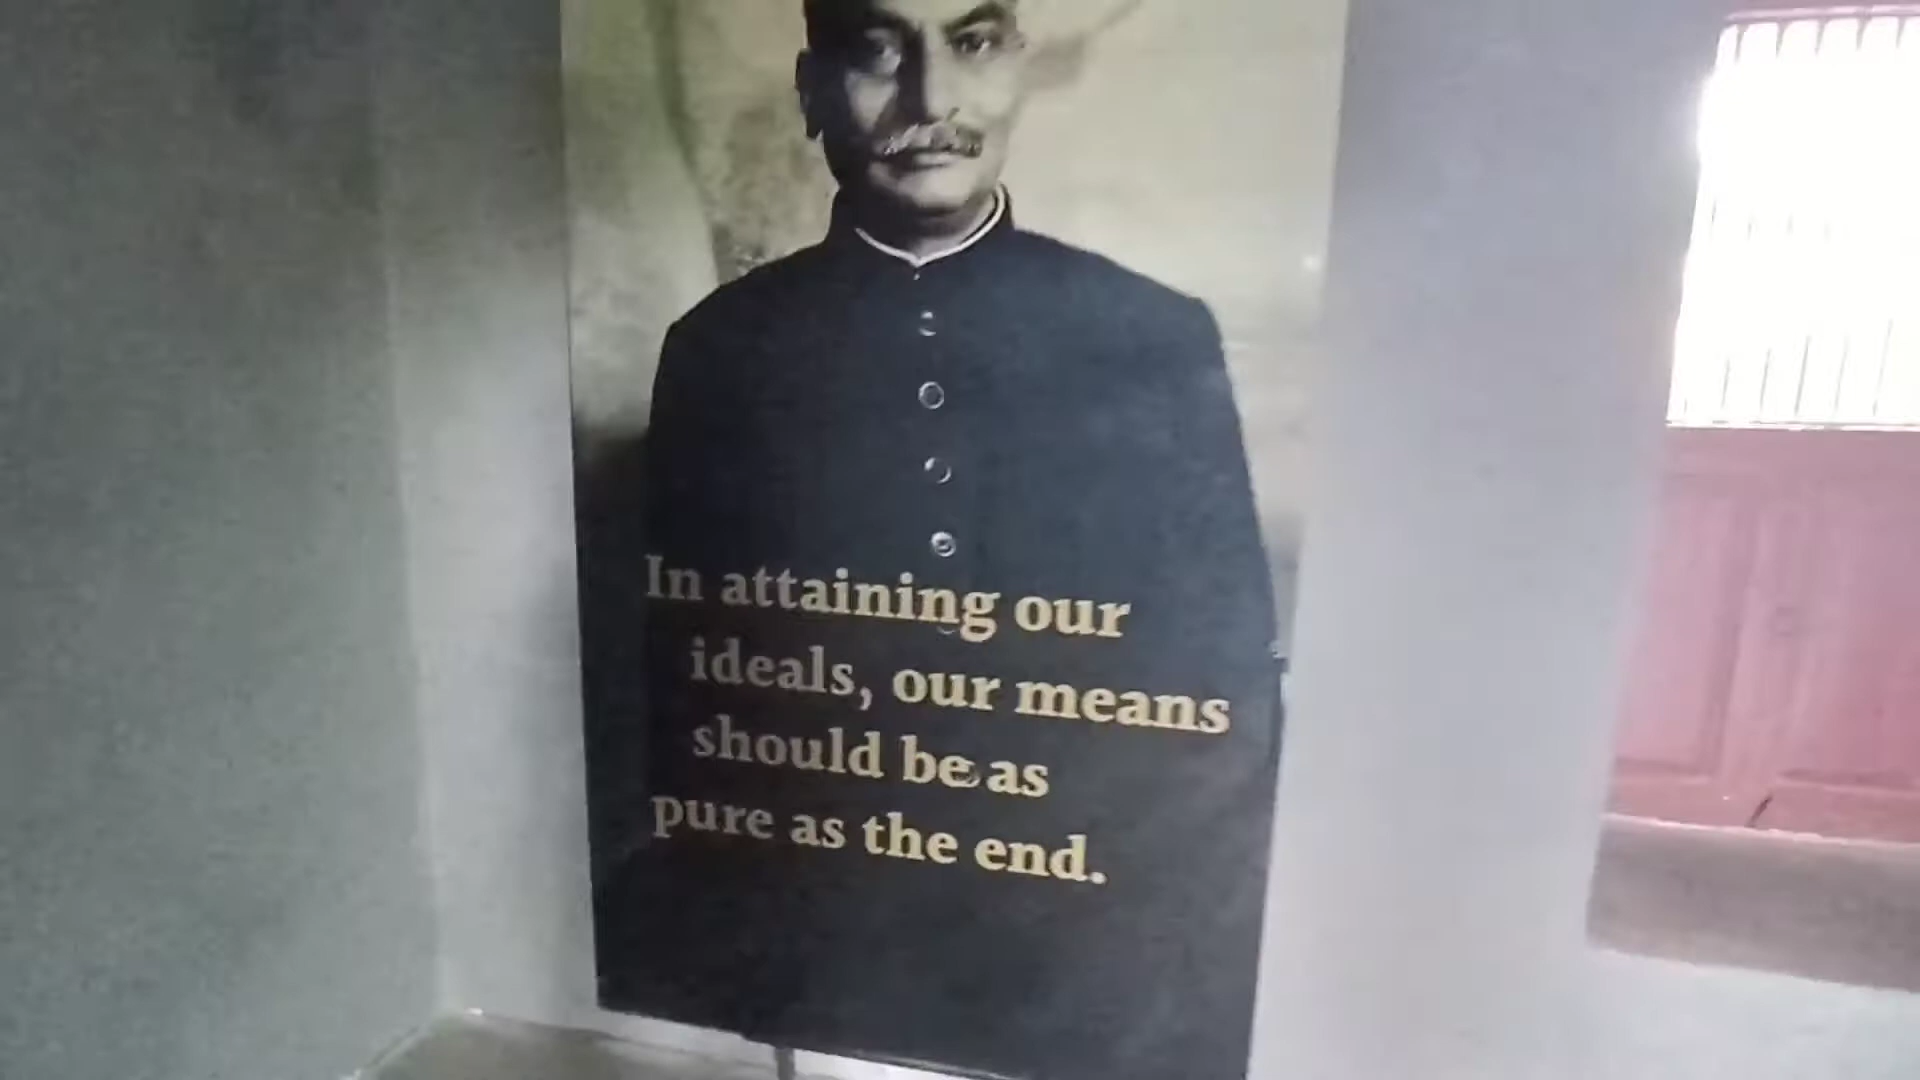 In attaining our
ideals, our means
should be as
pure as the end.